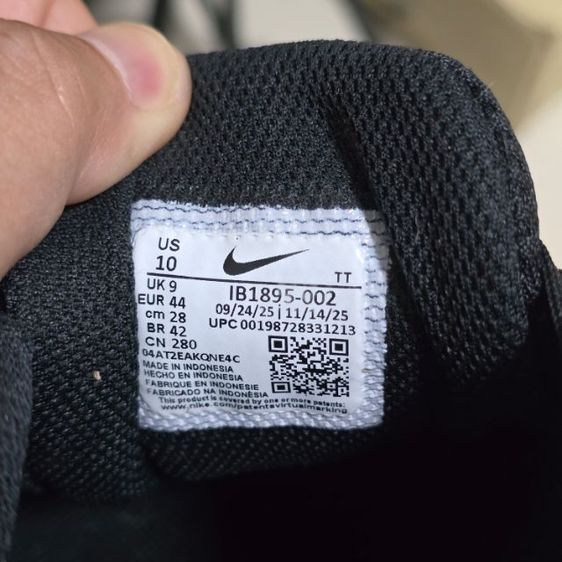 US
10
UK 9
EUR 44
cm 28
BR 42
CN 280
TT
IB1895-002
09/24/25 | 11/14/25
UPC 00198728331213
04AT2EAKQNE4C
MADE IN INDONESIA
HECHO EN INDONESIA
FABRIQUE EN INDONESIE
FABRICADO NA INDONÉSIA
This product is covered by one or more patents:
www.nike.com/patentsvirtualmarking